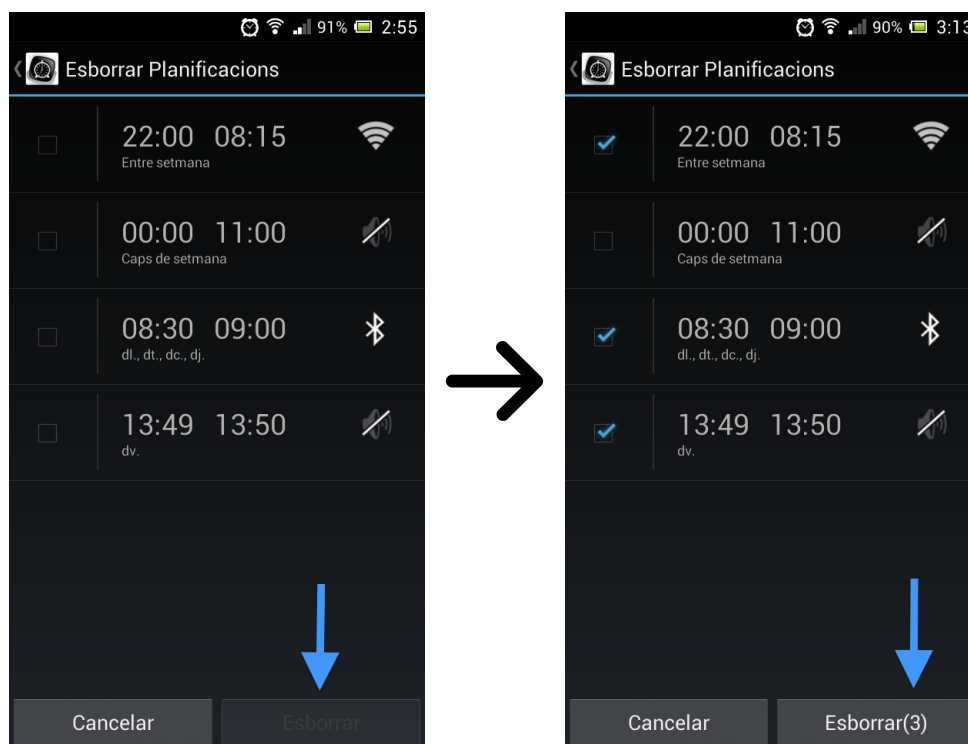 91% 2:55
Esborrar Planificacions
22:00 08:15
Entre setmana
00:00 11:00
Caps de setmana
08:30 09:00
dl., dt., dc., dj.
13:49 13:50
dv.
Cancelar Esborrar
90% 3:13
Esborrar Planificacions
22:00 08:15
Entre setmana
00:00 11:00
Caps de setmana
08:30 09:00
dl., dt., dc., dj.
13:49 13:50
dv.
Cancelar Esborrar(3)